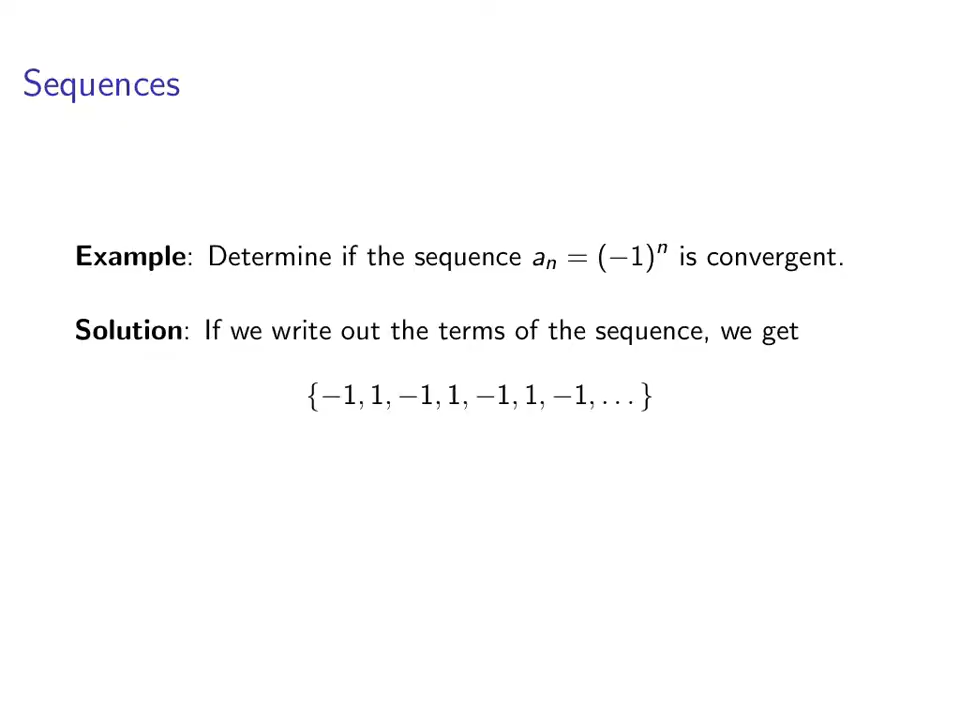 Sequences
Example: Determine if the sequence aₙ = (−1)ⁿ is convergent.
Solution: If we write out the terms of the sequence, we get
{−1, 1, −1, 1, −1, 1, −1, . . . }